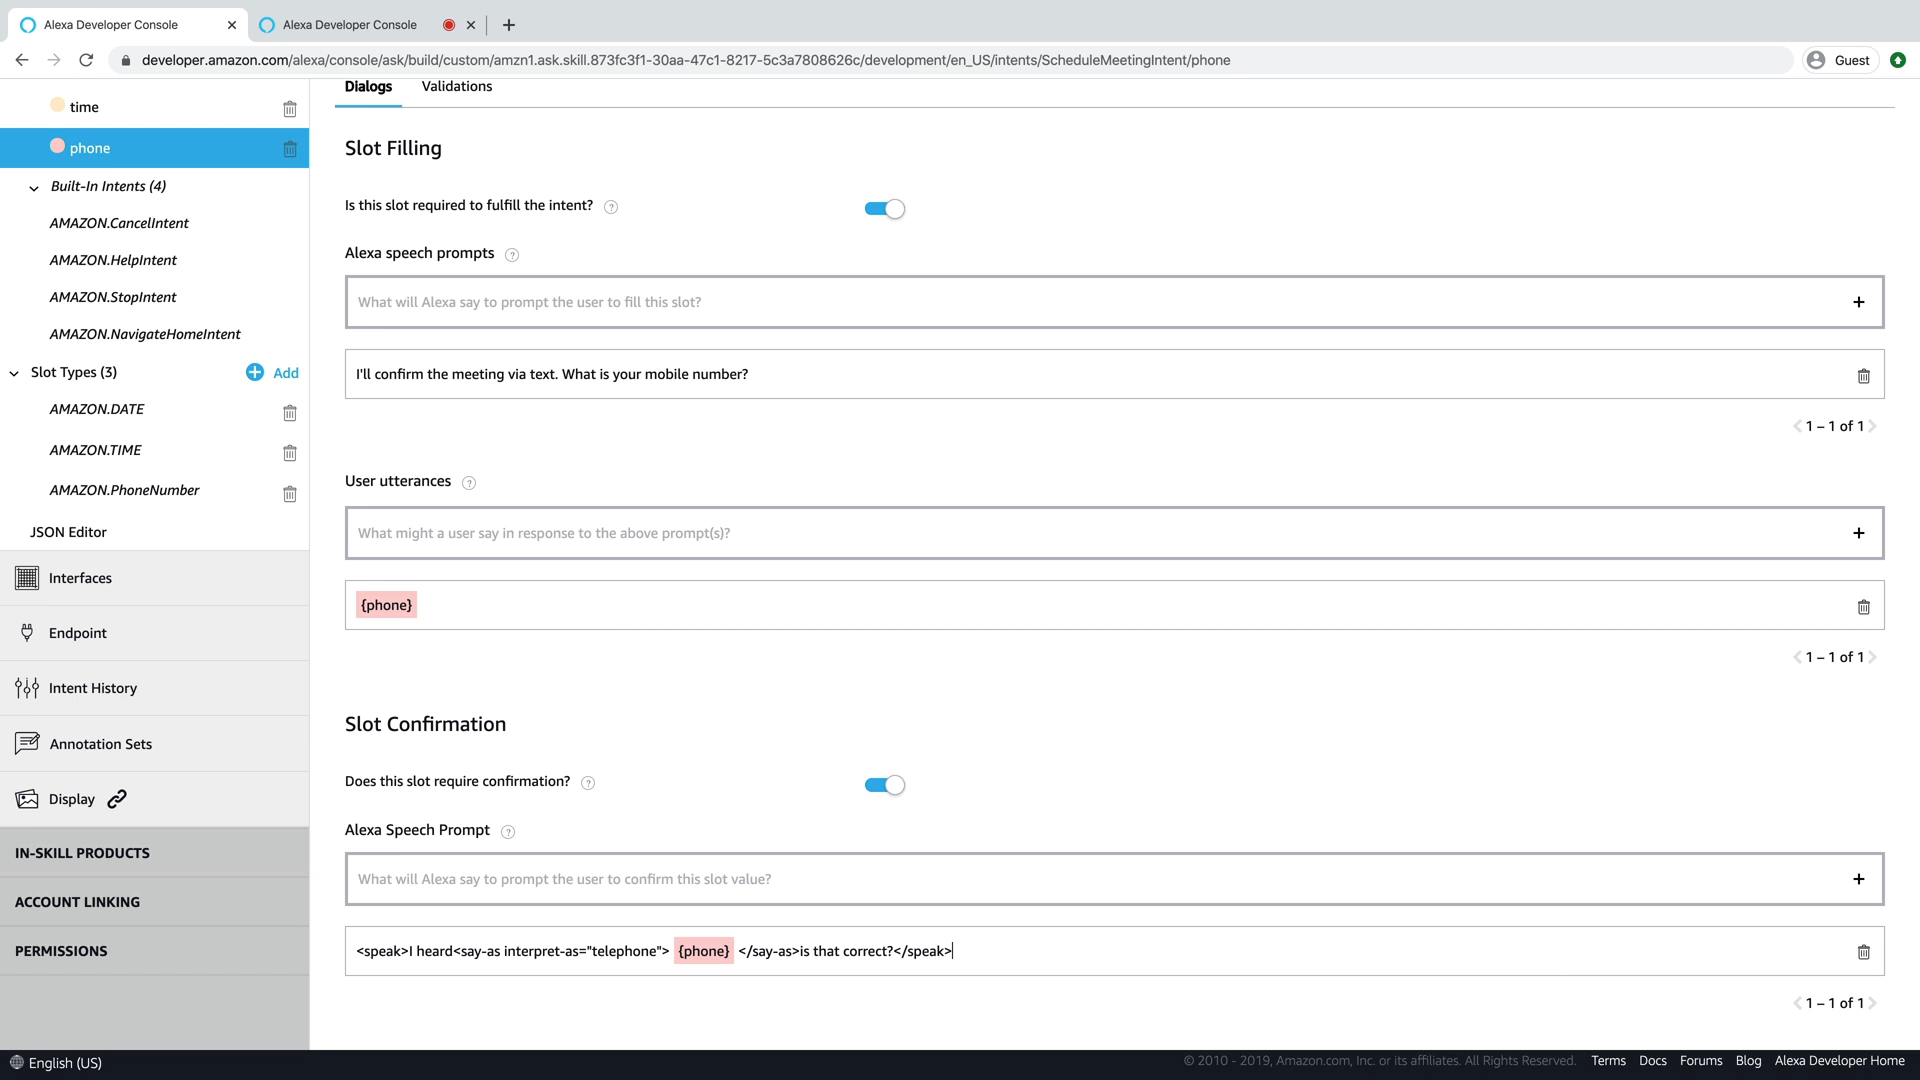 Alexa Developer Console
Alexa Developer Console
developer.amazon.com/alexa/console/ask/build/custom/amzn1.ask.skill.873fc3f1-30aa-47c1-8217-5c3a7808626c/development/en_US/intents/ScheduleMeetingIntent/phone
Guest
time
phone
Built-In Intents (4)
AMAZON.CancelIntent
AMAZON.HelpIntent
AMAZON.StopIntent
AMAZON.NavigateHomeIntent
Slot Types (3)
Add
AMAZON.DATE
AMAZON.TIME
AMAZON.PhoneNumber
JSON Editor
Interfaces
Endpoint
Intent History
Annotation Sets
Display
IN-SKILL PRODUCTS
ACCOUNT LINKING
PERMISSIONS
Dialogs Validations
Slot Filling
Is this slot required to fulfill the intent? ?
Alexa speech prompts ?
What will Alexa say to prompt the user to fill this slot? +
I'll confirm the meeting via text. What is your mobile number?
< 1 – 1 of 1 >
User utterances ?
What might a user say in response to the above prompt(s)? +
{phone}
< 1 – 1 of 1 >
Slot Confirmation
Does this slot require confirmation? ?
Alexa Speech Prompt ?
What will Alexa say to prompt the user to confirm this slot value? +
<speak>I heard<say-as interpret-as="telephone"> {phone} </say-as>is that correct?</speak>
< 1 – 1 of 1 >
English (US)
© 2010 - 2019, Amazon.com, Inc. or its affiliates. All Rights Reserved. Terms Docs Forums Blog Alexa Developer Home